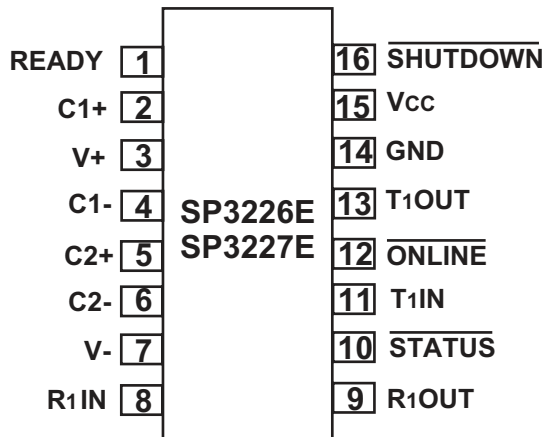 READY 1 16 SHUTDOWN
C1+ 2 15 VCC
V+ 3 14 GND
C1- 4 13 T1OUT
SP3226E
SP3227E
C2+ 5 12 ONLINE
C2- 6 11 T1IN
V- 7 10 STATUS
R1IN 8 9 R1OUT